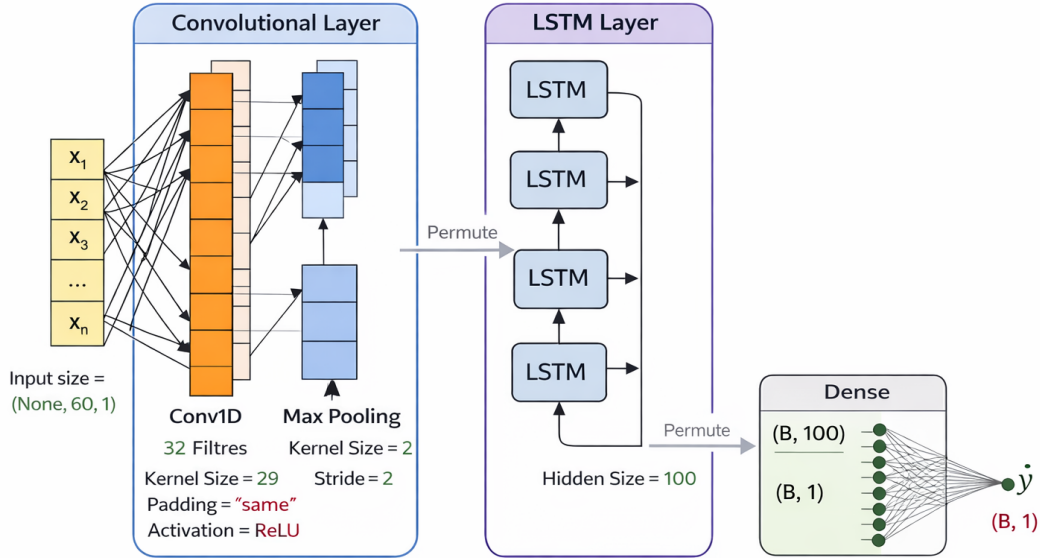 Convolutional Layer
X1
X2
X3
...
Xn
Input size =
(None, 60, 1)
Conv1D
32 Filtres
Kernel Size = 29
Padding = "same"
Activation = ReLU
Max Pooling
Kernel Size = 2
Stride = 2
Permute
LSTM Layer
LSTM
LSTM
LSTM
LSTM
Hidden Size = 100
Permute
Dense
(B, 100)
(B, 1)
ẏ
(B, 1)